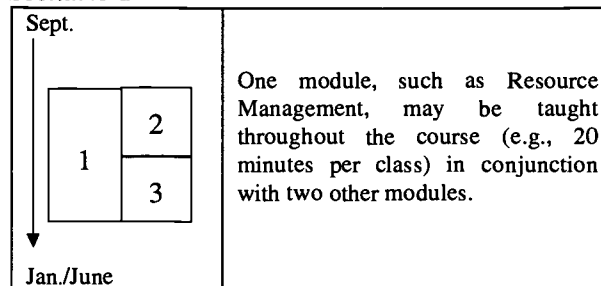 Sept.
1
2
3
Jan./June
One module, such as Resource
Management, may be taught
throughout the course (e.g., 20
minutes per class) in conjunction
with two other modules.